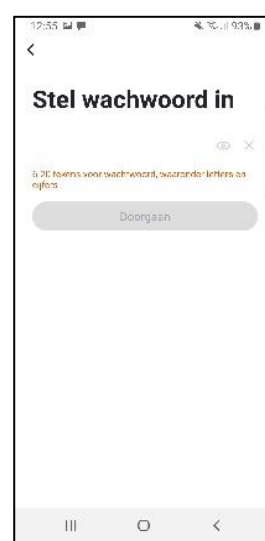 12:55
93%
Stel wachwoord in
6-20 tekens voor wachtwoord, waaronder letters en
cijfers
Doorgaan